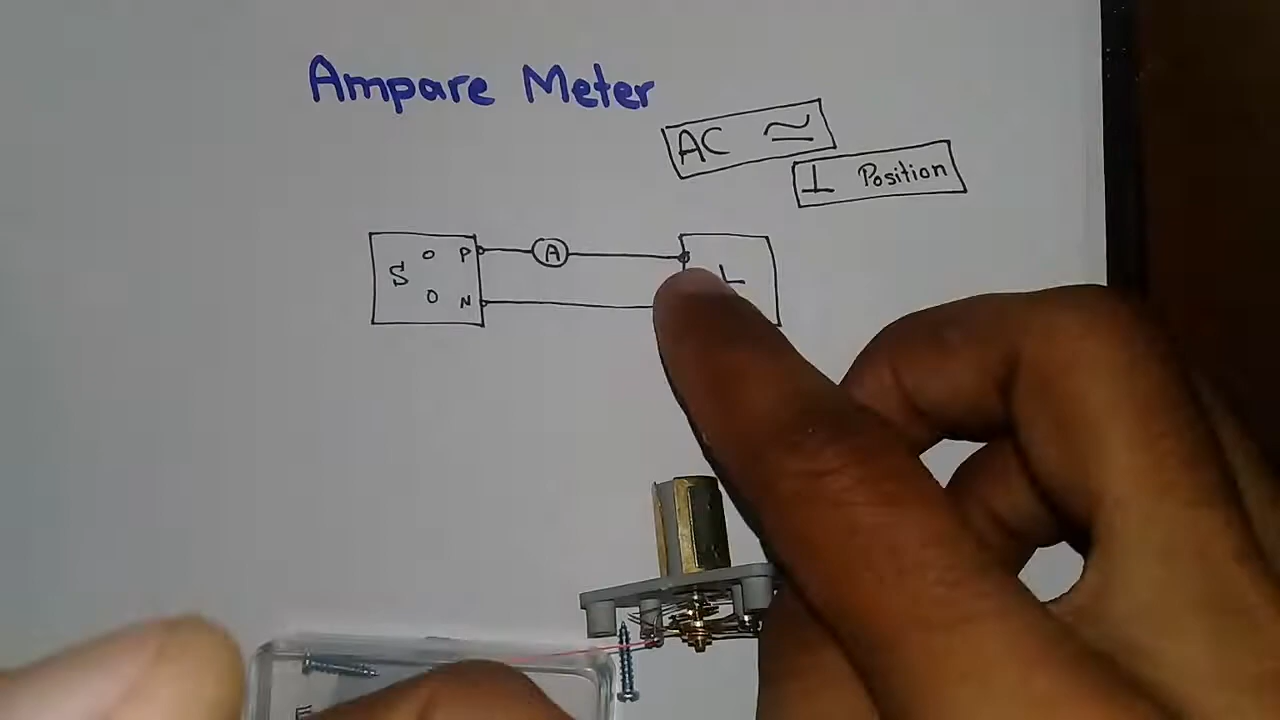 Ampare Meter
AC ≃
⊥ Position
S P A L
N